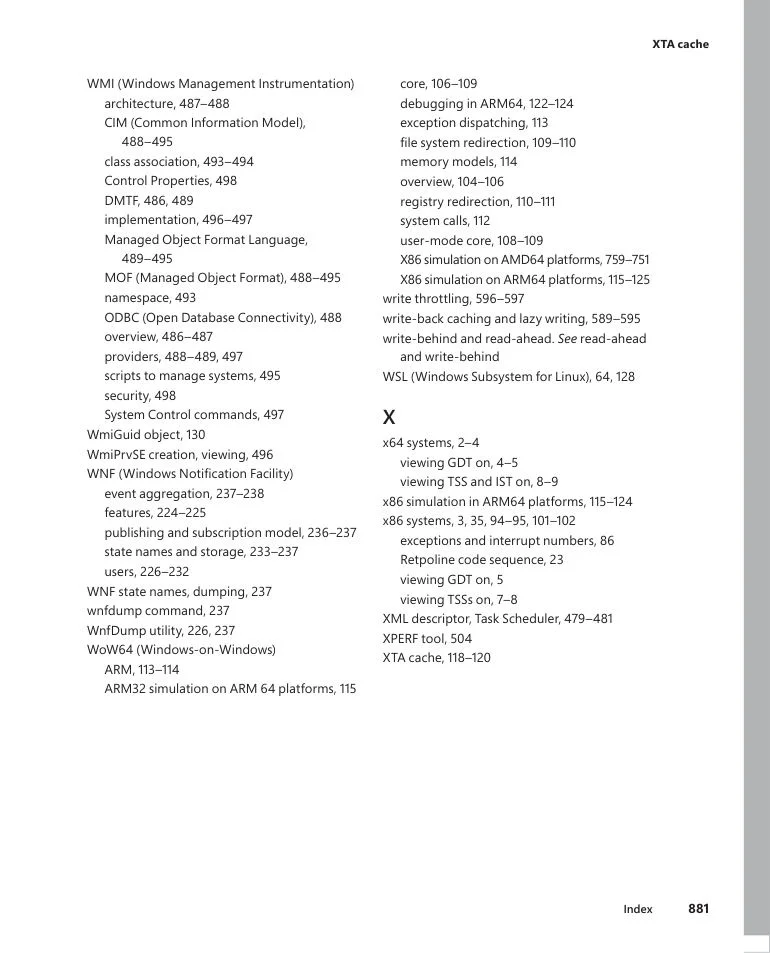 XTA cache
WMI (Windows Management Instrumentation)
architecture, 487–488
CIM (Common Information Model),
488–495
class association, 493–494
Control Properties, 498
DMTF, 486, 489
implementation, 496–497
Managed Object Format Language,
489–495
MOF (Managed Object Format), 488–495
namespace, 493
ODBC (Open Database Connectivity), 488
overview, 486–487
providers, 488–489, 497
scripts to manage systems, 495
security, 498
System Control commands, 497
WmiGuid object, 130
WmiPrvSE creation, viewing, 496
WNF (Windows Notification Facility)
event aggregation, 237–238
features, 224–225
publishing and subscription model, 236–237
state names and storage, 233–237
users, 226–232
WNF state names, dumping, 237
wnfdump command, 237
WnfDump utility, 226, 237
WoW64 (Windows-on-Windows)
ARM, 113–114
ARM32 simulation on ARM 64 platforms, 115
core, 106–109
debugging in ARM64, 122–124
exception dispatching, 113
file system redirection, 109–110
memory models, 114
overview, 104–106
registry redirection, 110–111
system calls, 112
user-mode core, 108–109
X86 simulation on AMD64 platforms, 759–751
X86 simulation on ARM64 platforms, 115–125
write throttling, 596–597
write-back caching and lazy writing, 589–595
write-behind and read-ahead. See read-ahead
and write-behind
WSL (Windows Subsystem for Linux), 64, 128
X
x64 systems, 2–4
viewing GDT on, 4–5
viewing TSS and IST on, 8–9
x86 simulation in ARM64 platforms, 115–124
x86 systems, 3, 35, 94–95, 101–102
exceptions and interrupt numbers, 86
Retpoline code sequence, 23
viewing GDT on, 5
viewing TSSs on, 7–8
XML descriptor, Task Scheduler, 479–481
XPERF tool, 504
XTA cache, 118–120
Index 881